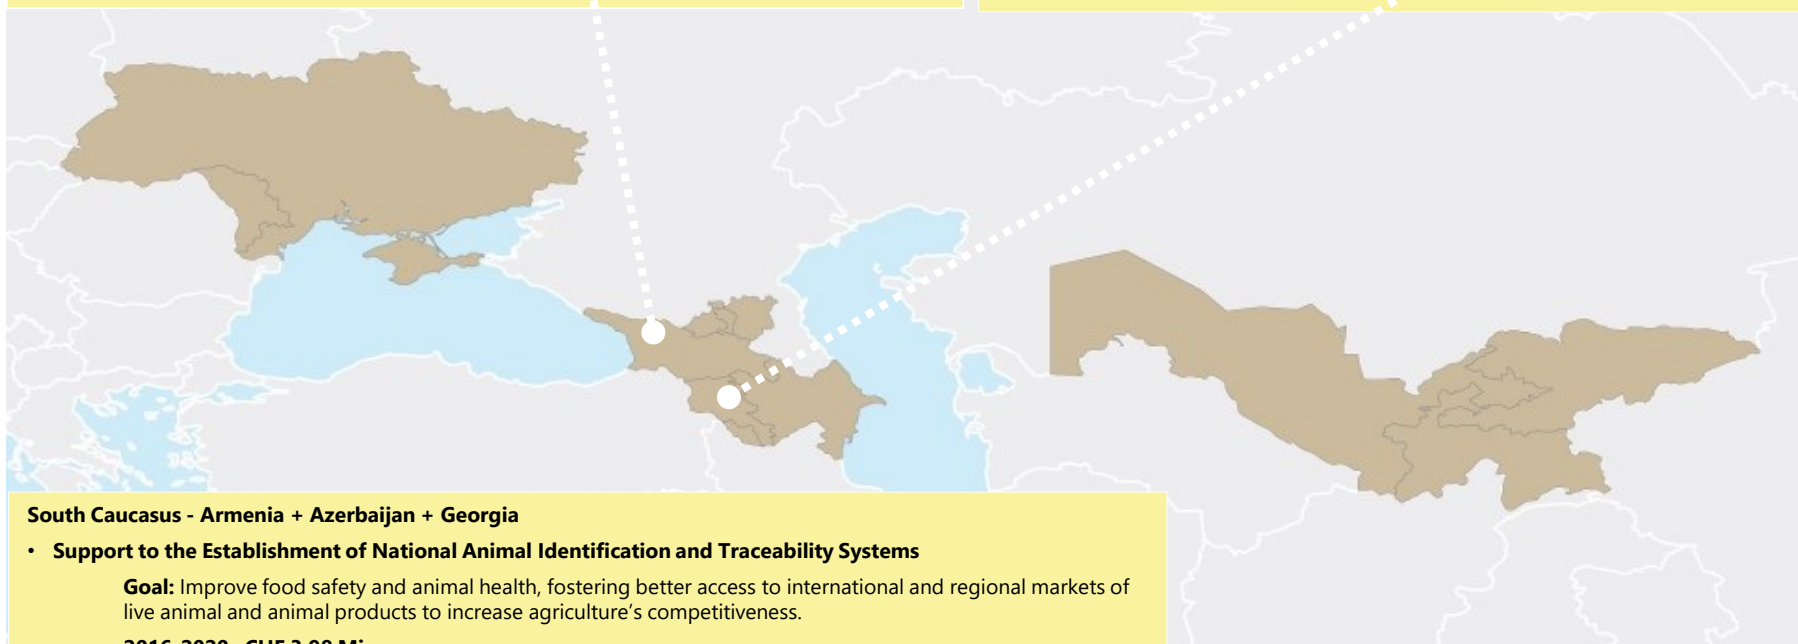 South Caucasus - Armenia + Azerbaijan + Georgia
• Support to the Establishment of National Animal Identification and Traceability Systems
Goal: Improve food safety and animal health, fostering better access to international and regional markets of
live animal and animal products to increase agriculture’s competitiveness.